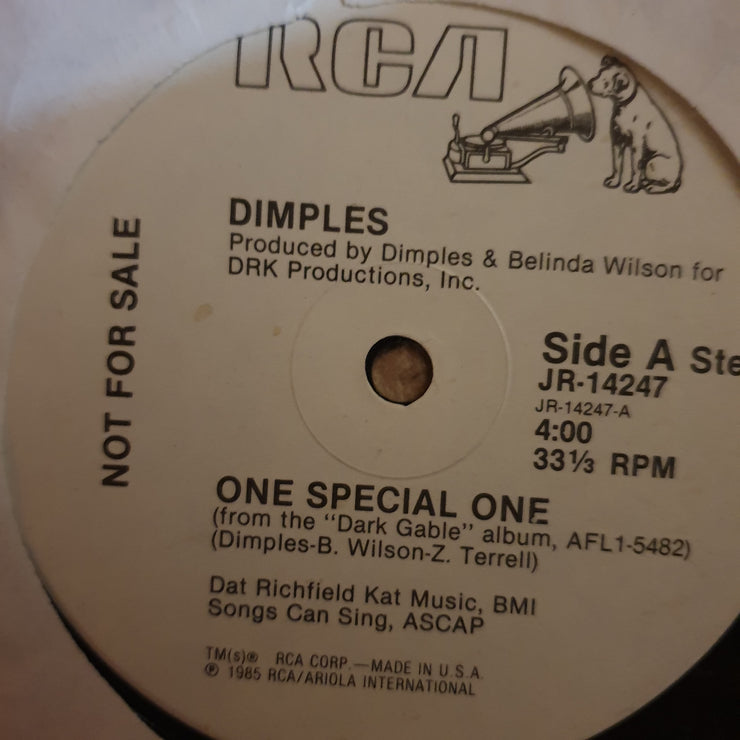 RCA
DIMPLES
Produced by Dimples & Belinda Wilson for
DRK Productions, Inc.
NOT FOR SALE
Side A Ste
JR-14247
JR-14247-A
4:00
33⅓ RPM
ONE SPECIAL ONE
(from the "Dark Gable" album, AFL1-5482)
(Dimples-B. Wilson-Z. Terrell)
Dat Richfield Kat Music, BMI
Songs Can Sing, ASCAP
TM(s)® RCA CORP.—MADE IN U.S.A.
℗ 1985 RCA/ARIOLA INTERNATIONAL